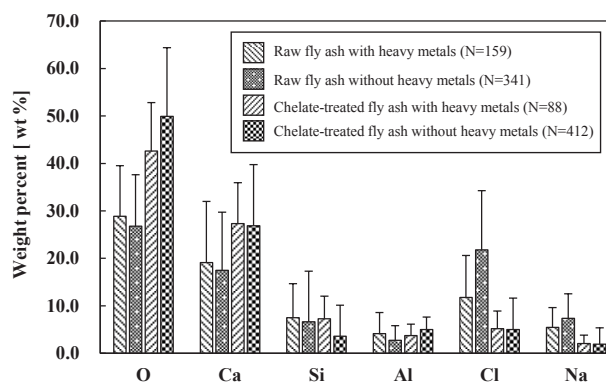 Weight percent [ wt %]
70.0
60.0
50.0
40.0
30.0
20.0
10.0
0.0
Raw fly ash with heavy metals (N=159)
Raw fly ash without heavy metals (N=341)
Chelate-treated fly ash with heavy metals (N=88)
Chelate-treated fly ash without heavy metals (N=412)
O Ca Si Al Cl Na